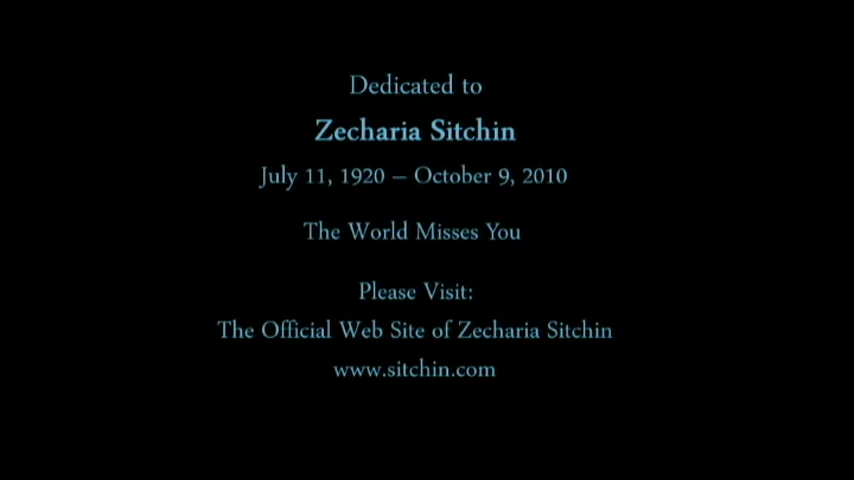 Dedicated to
Zecharia Sitchin
July 11, 1920 – October 9, 2010
The World Misses You
Please Visit:
The Official Web Site of Zecharia Sitchin
www.sitchin.com